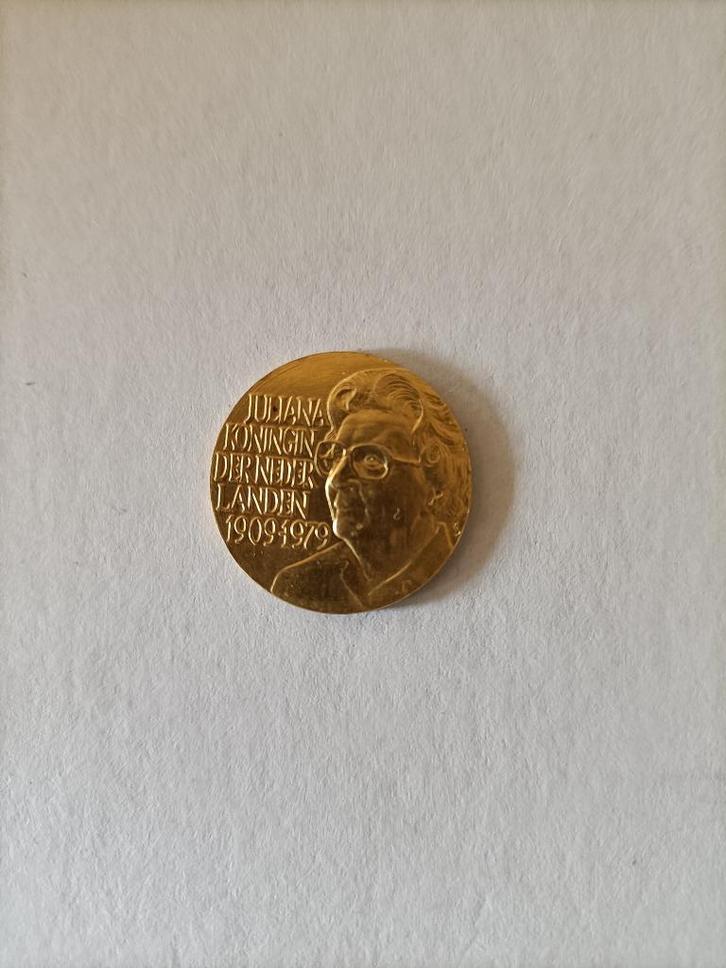 JULIANA
KONINGIN
DER NEDER
LANDEN
1909-1979